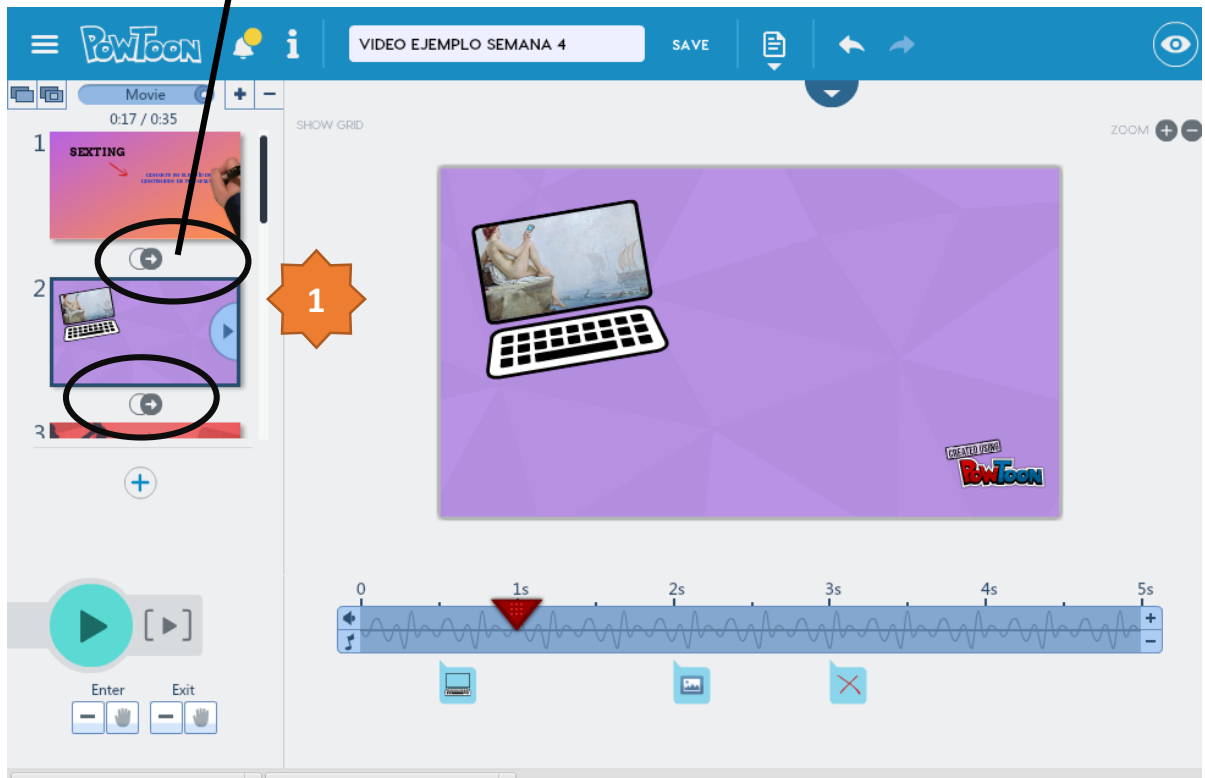 POWTOON
i
VIDEO EJEMPLO SEMANA 4
SAVE
Movie
+ -
0:17 / 0:35
SHOW GRID
ZOOM + -
1
SEXTING
2
1
3
CREATED USING
POWTOON
0 1s 2s 3s 4s 5s
Enter Exit